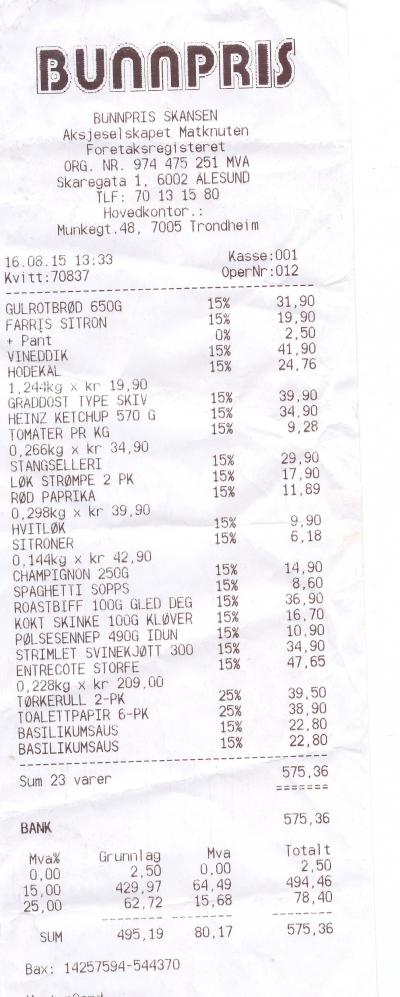 BUNNPRIS
BUNNPRIS SKANSEN
Aksjeselskapet Matknuten
Foretaksregisteret
ORG. NR. 974 475 251 MVA
Skaregata 1, 6002 ÅLESUND
TLF: 70 13 15 80
Hovedkontor.:
Munkegt.48, 7005 Trondheim
16.08.15 13:33 Kasse:001
Kvitt:70837 OperNr:012
GULROTBRØD 650G 15% 31,90
FARRIS SITRON 15% 19,90
+ Pant 0% 2,50
VINEDDIK 15% 41,90
HODEKAL 15% 24,76
1,244kg x kr 19,90
GRADDOST TYPE SKIV 15% 39,90
HEINZ KETCHUP 570 G 15% 34,90
TOMATER PR KG 15% 9,28
0,266kg x kr 34,90
STANGSELLERI 15% 29,90
LØK STRØMPE 2 PK 15% 17,90
RØD PAPRIKA 15% 11,89
0,298kg x kr 39,90
HVITLØK 15% 9,90
SITRONER 15% 6,18
0,144kg x kr 42,90
CHAMPIGNON 250G 15% 14,90
SPAGHETTI SOPPS 15% 8,60
ROASTBIFF 100G GLED DEG 15% 36,90
KOKT SKINKE 100G KLØVER 15% 16,70
PØLSESENNEP 490G IDUN 15% 10,90
STRIMLET SVINEKJØTT 300 15% 34,90
ENTRECOTE STORFE 15% 47,65
0,228kg x kr 209,00
TØRKERULL 2-PK 25% 39,50
TOALETTPAPIR 6-PK 25% 38,90
BASILIKUMSAUS 15% 22,80
BASILIKUMSAUS 15% 22,80
Sum 23 varer 575,36
BANK 575,36
Mva% Grunnlag Mva Totalt
0,00 2,50 0,00 2,50
15,00 429,97 64,49 494,46
25,00 62,72 15,68 78,40
SUM 495,19 80,17 575,36
Bax: 14257594-544370